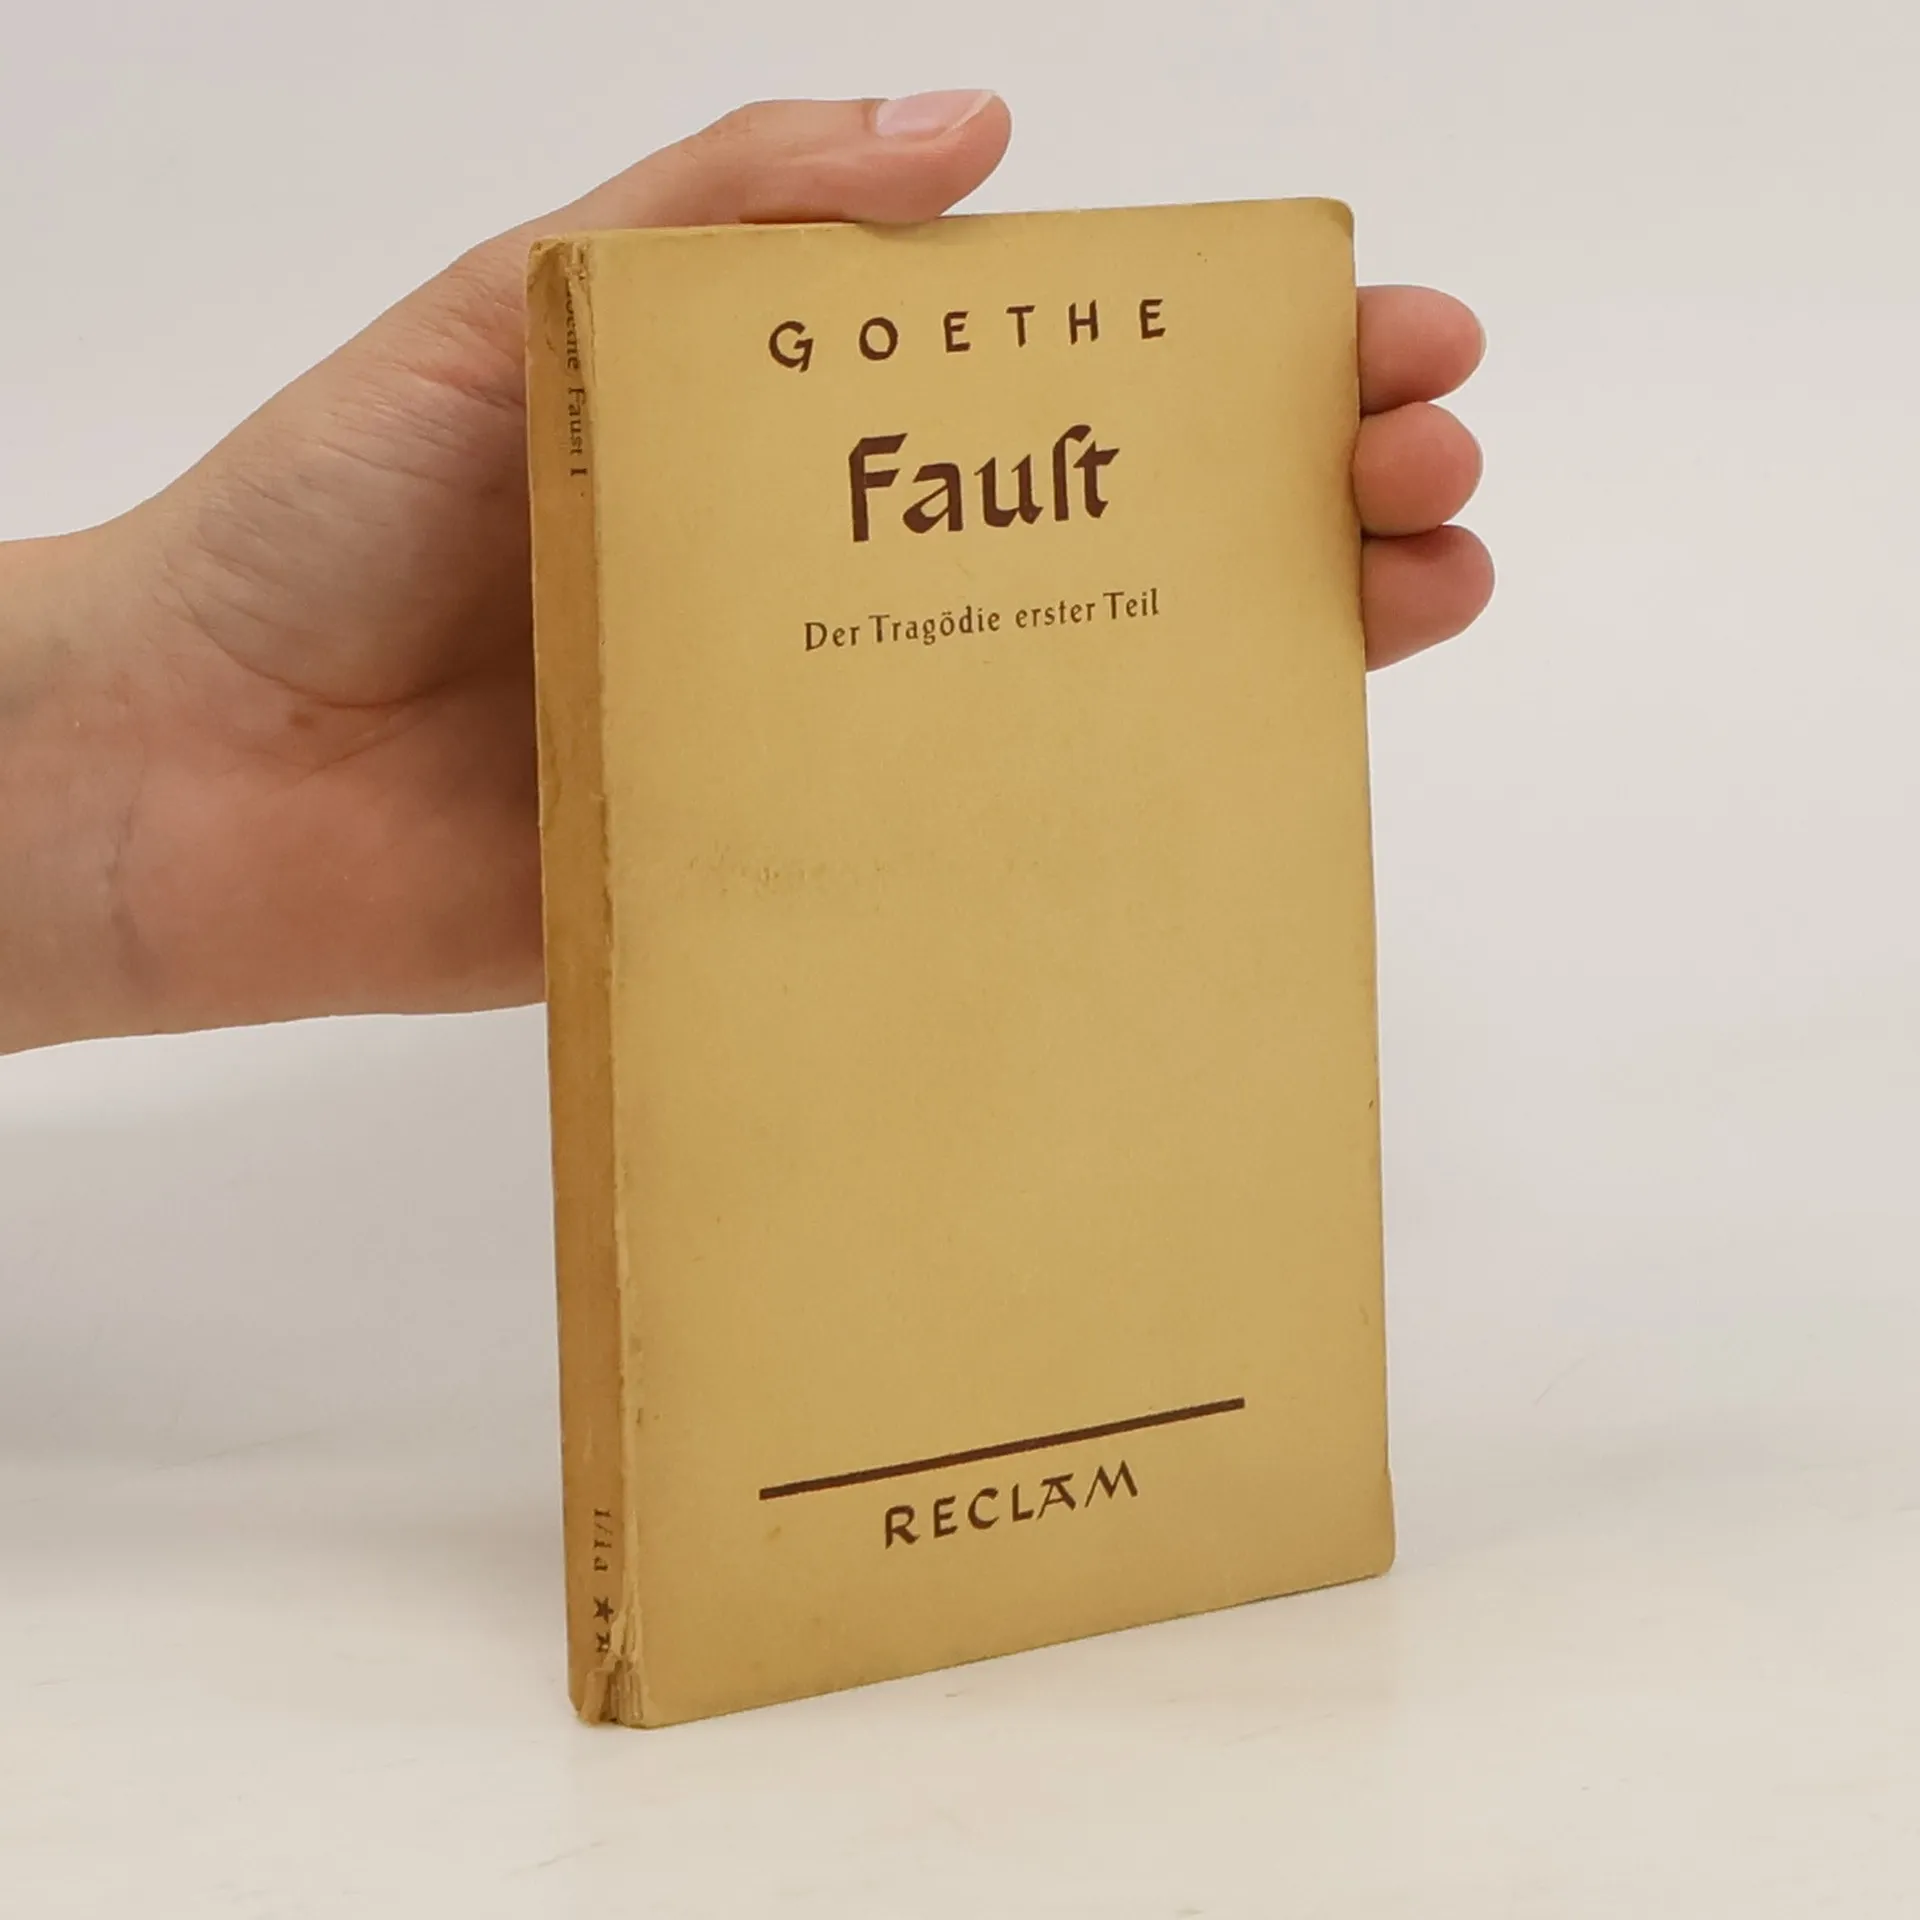 GOETHE
Fauſt
Der Tragödie erster Teil
RECLAM
Goethe Faust I
1/1a ★★